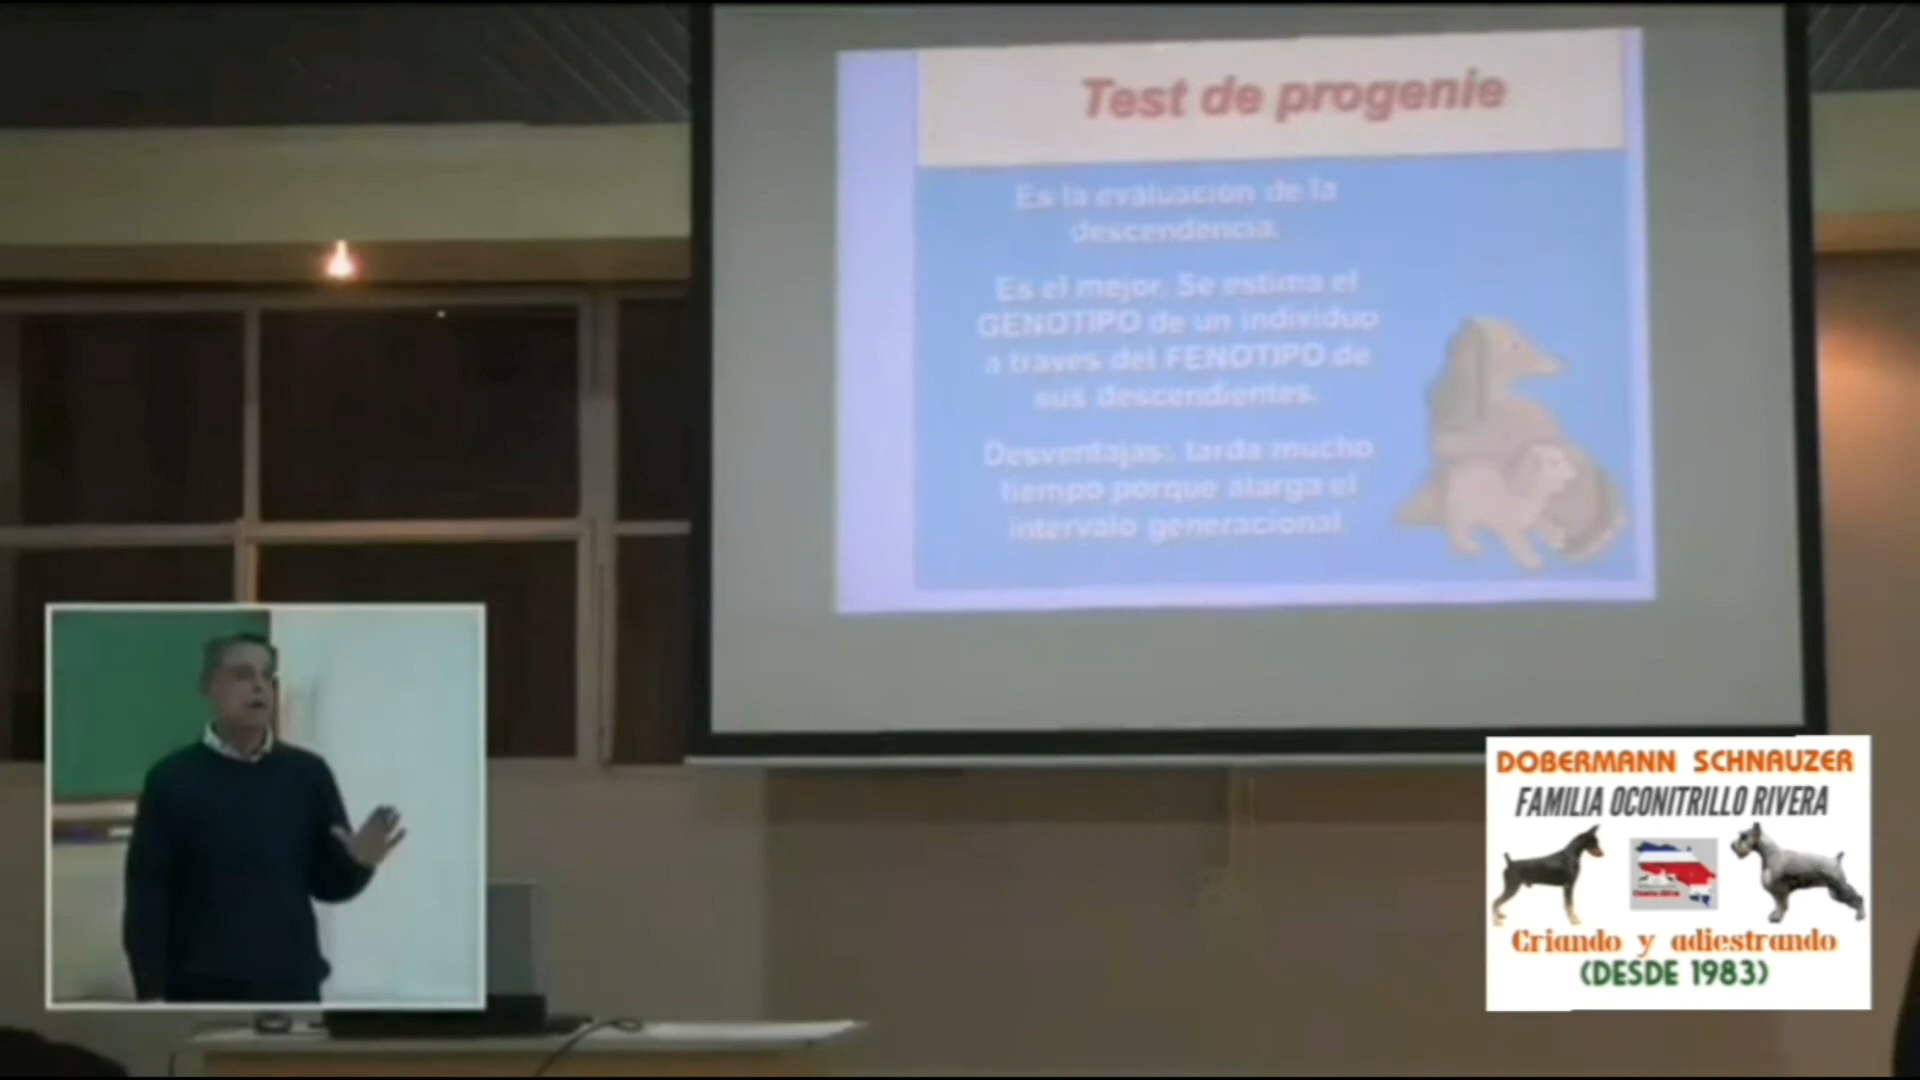 Test de progenie
Es la evaluacion de la
descendencia.
Es el mejor. Se estima el
GENOTIPO de un individuo
a traves del FENOTIPO de
sus descendientes.
Desventajas: tarda mucho
tiempo porque alarga el
intervalo generacional
DOBERMANN SCHNAUZER
FAMILIA OCONITRILLO RIVERA
Criando y adiestrando
(DESDE 1983)